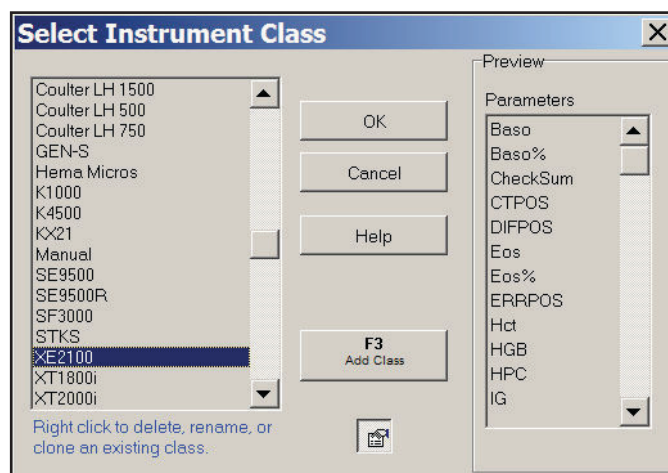 Select Instrument Class
Coulter LH 1500
Coulter LH 500
Coulter LH 750
GEN-S
Hema Micros
K1000
K4500
KX21
Manual
SE9500
SE9500R
SF3000
STKS
XE2100
XT1800i
XT2000i
Right click to delete, rename, or
clone an existing class.
OK
Cancel
Help
F3
Add Class
Preview
Parameters
Baso
Baso%
CheckSum
CTPOS
DIFPOS
Eos
Eos%
ERRPOS
Hct
HGB
HPC
IG